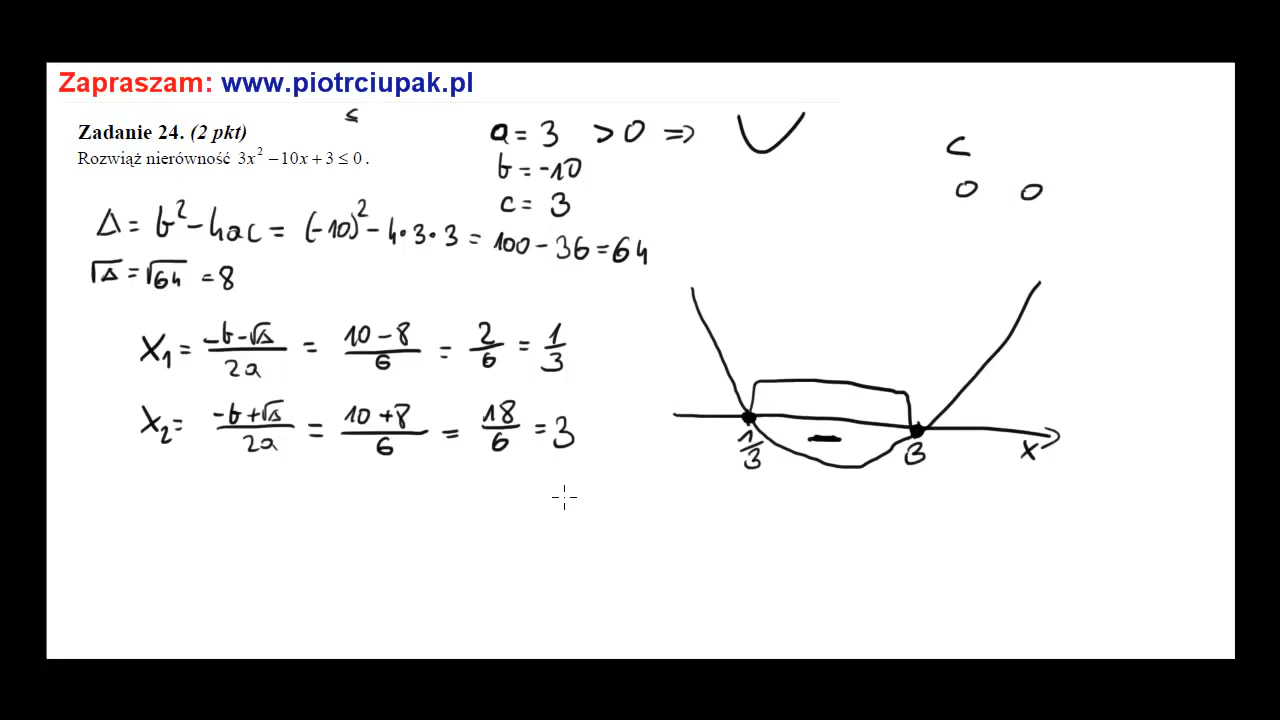 Zapraszam: www.piotrciupak.pl
≤
Zadanie 24. (2 pkt)
Rozwiąż nierówność 3x² − 10x + 3 ≤ 0.
a = 3 > 0 ⇒
b = -10
c = 3
<
0 0
Δ = b² - 4ac = (-10)² - 4·3·3 = 100 - 36 = 64
√Δ = √64 = 8
x₁ = (-b-√Δ)/2a = (10-8)/6 = 2/6 = 1/3
x₂ = (-b+√Δ)/2a = (10+8)/6 = 18/6 = 3
1/3 - 3 x